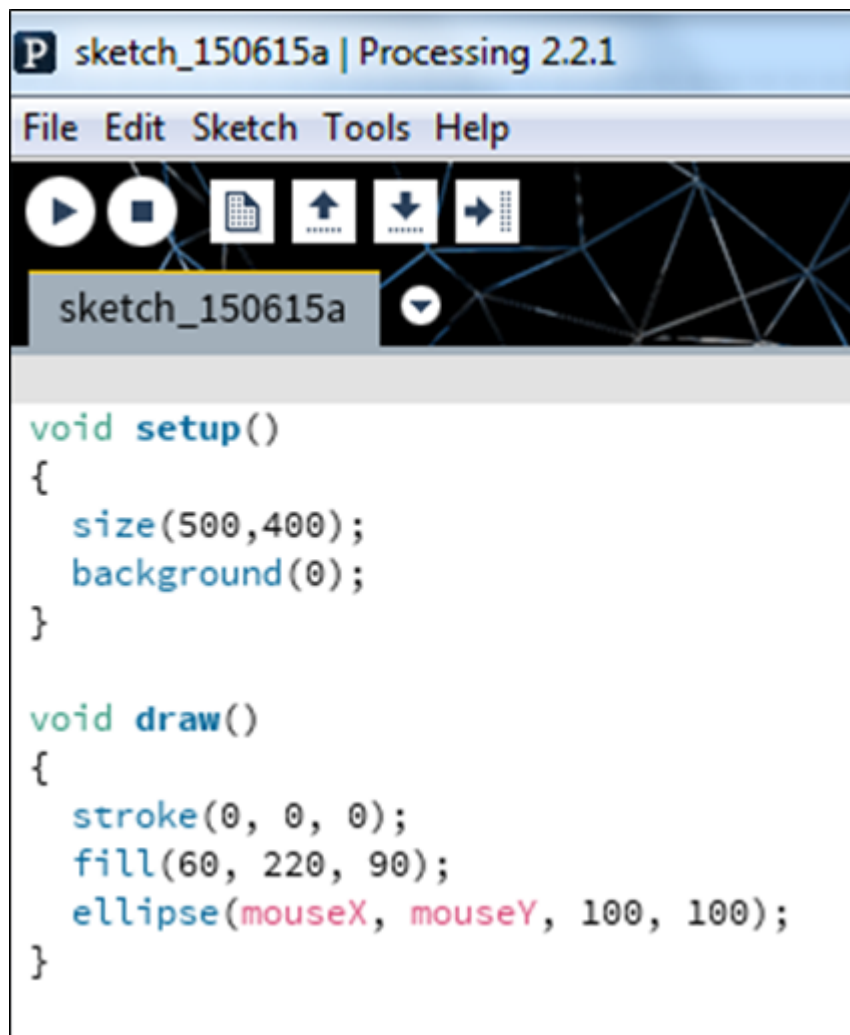 P sketch_150615a | Processing 2.2.1
File Edit Sketch Tools Help
sketch_150615a
void setup()
{
  size(500,400);
  background(0);
}

void draw()
{
  stroke(0, 0, 0);
  fill(60, 220, 90);
  ellipse(mouseX, mouseY, 100, 100);
}